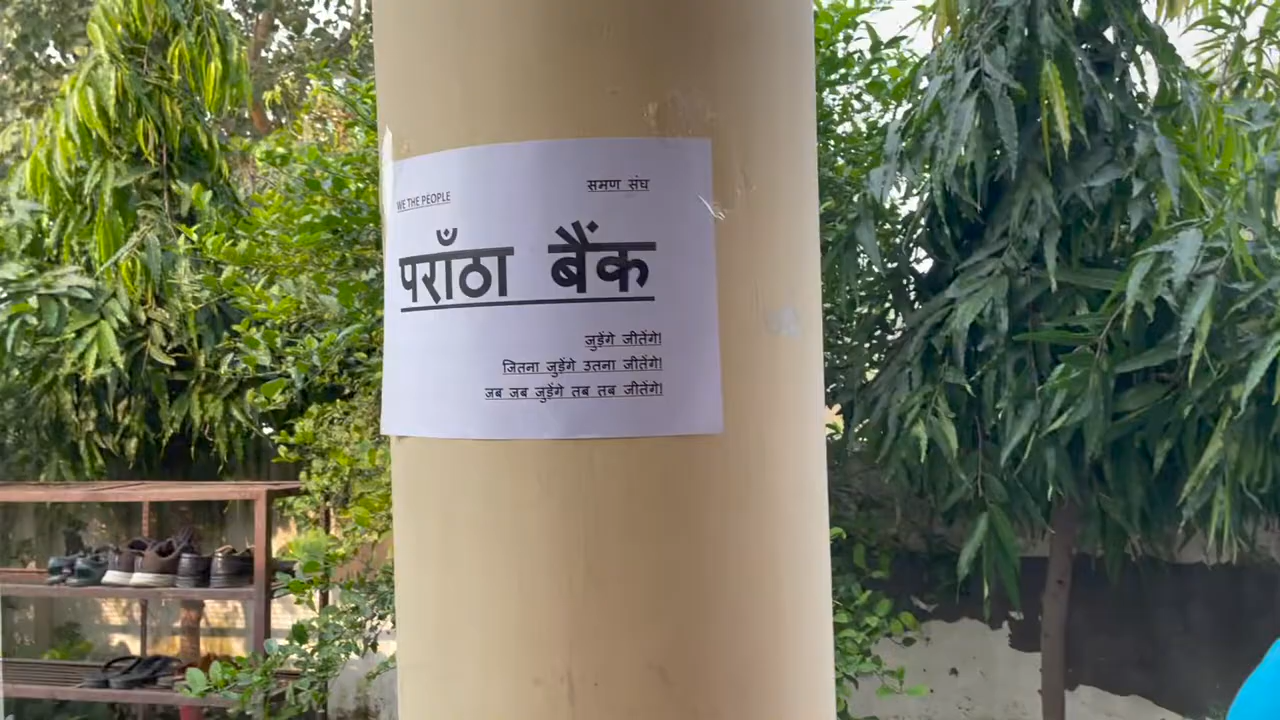 WE THE PEOPLE
समण संघ
पराँठा बैंक
जुड़ेंगे जीतेंगे!
जितना जुड़ेंगे उतना जीतेंगे!
जब जब जुड़ेंगे तब तब जीतेंगे!